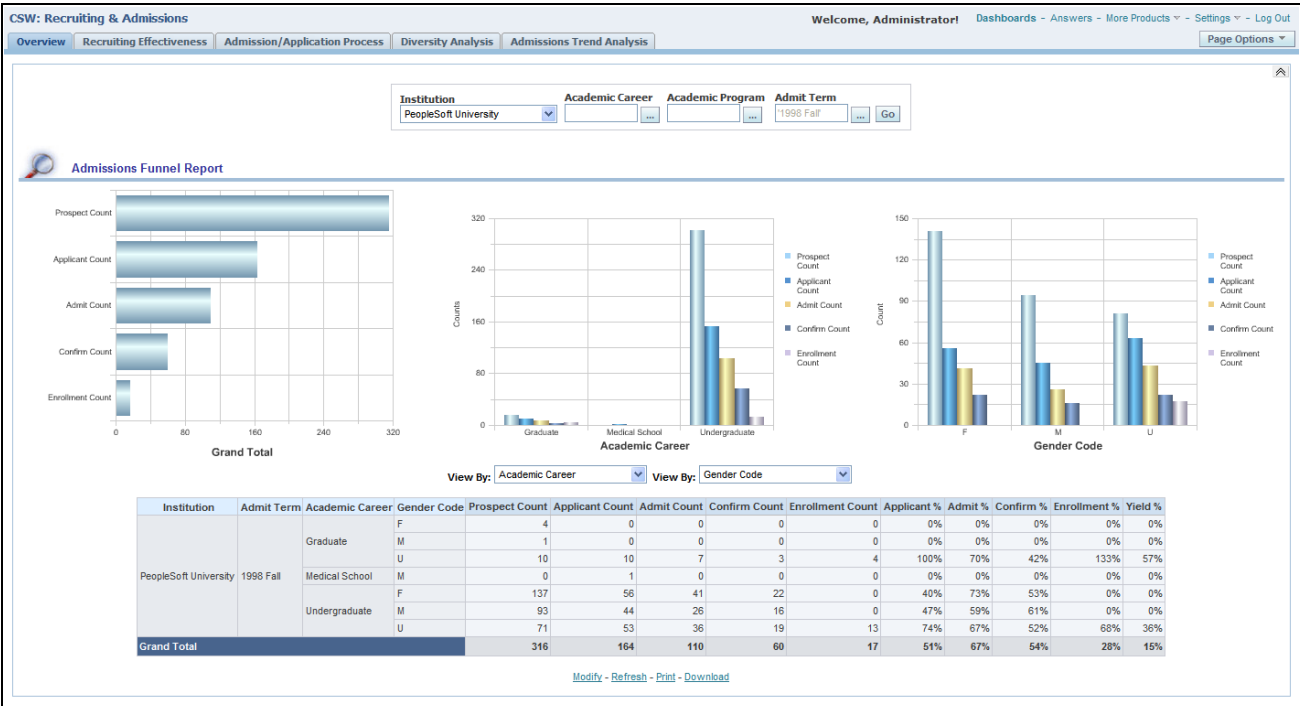 CSW: Recruiting & Admissions
Welcome, Administrator! Dashboards - Answers - More Products - Settings - Log Out
Overview Recruiting Effectiveness Admission/Application Process Diversity Analysis Admissions Trend Analysis
Page Options
Institution Academic Career Academic Program Admit Term
PeopleSoft University ... ... '1998 Fall' ... Go
Admissions Funnel Report
Prospect Count
Applicant Count
Admit Count
Confirm Count
Enrollment Count
0 80 160 240 320
Grand Total
320
240
160
80
0
Counts
Graduate Medical School Undergraduate
Academic Career
Prospect
Count
Applicant
Count
Admit Count
Confirm Count
Enrollment
Count
150
120
90
60
30
0
Count
F M U
Gender Code
Prospect
Count
Applicant
Count
Admit Count
Confirm Count
Enrollment
Count
View By: Academic Career View By: Gender Code
Institution Admit Term Academic Career Gender Code Prospect Count Applicant Count Admit Count Confirm Count Enrollment Count Applicant % Admit % Confirm % Enrollment % Yield %
PeopleSoft University 1998 Fall Graduate F 4 0 0 0 0 0% 0% 0% 0% 0%
M 1 0 0 0 0 0% 0% 0% 0% 0%
U 10 10 7 3 4 100% 70% 42% 133% 57%
Medical School M 0 1 0 0 0 0% 0% 0% 0% 0%
Undergraduate F 137 56 41 22 0 40% 73% 53% 0% 0%
M 93 44 26 16 0 47% 59% 61% 0% 0%
U 71 53 36 19 13 74% 67% 52% 68% 36%
Grand Total 316 164 110 60 17 51% 67% 54% 28% 15%
Modify - Refresh - Print - Download